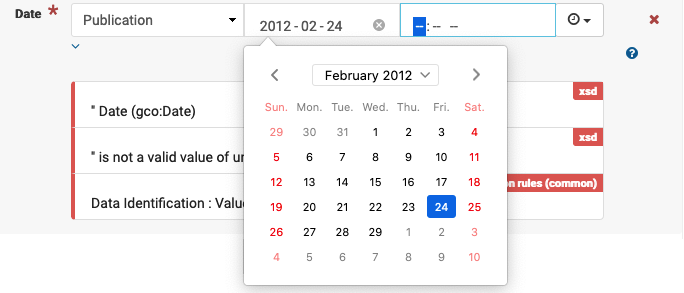 Date * Publication 2012 - 02 - 24 --:-- --
February 2012
Sun. Mon. Tue. Wed. Thu. Fri. Sat.
29 30 31 1 2 3 4
5 6 7 8 9 10 11
12 13 14 15 16 17 18
19 20 21 22 23 24 25
26 27 28 29 1 2 3
4 5 6 7 8 9 10
" Date (gco:Date) xsd
" is not a valid value of xsd
Data Identification : rules (common)